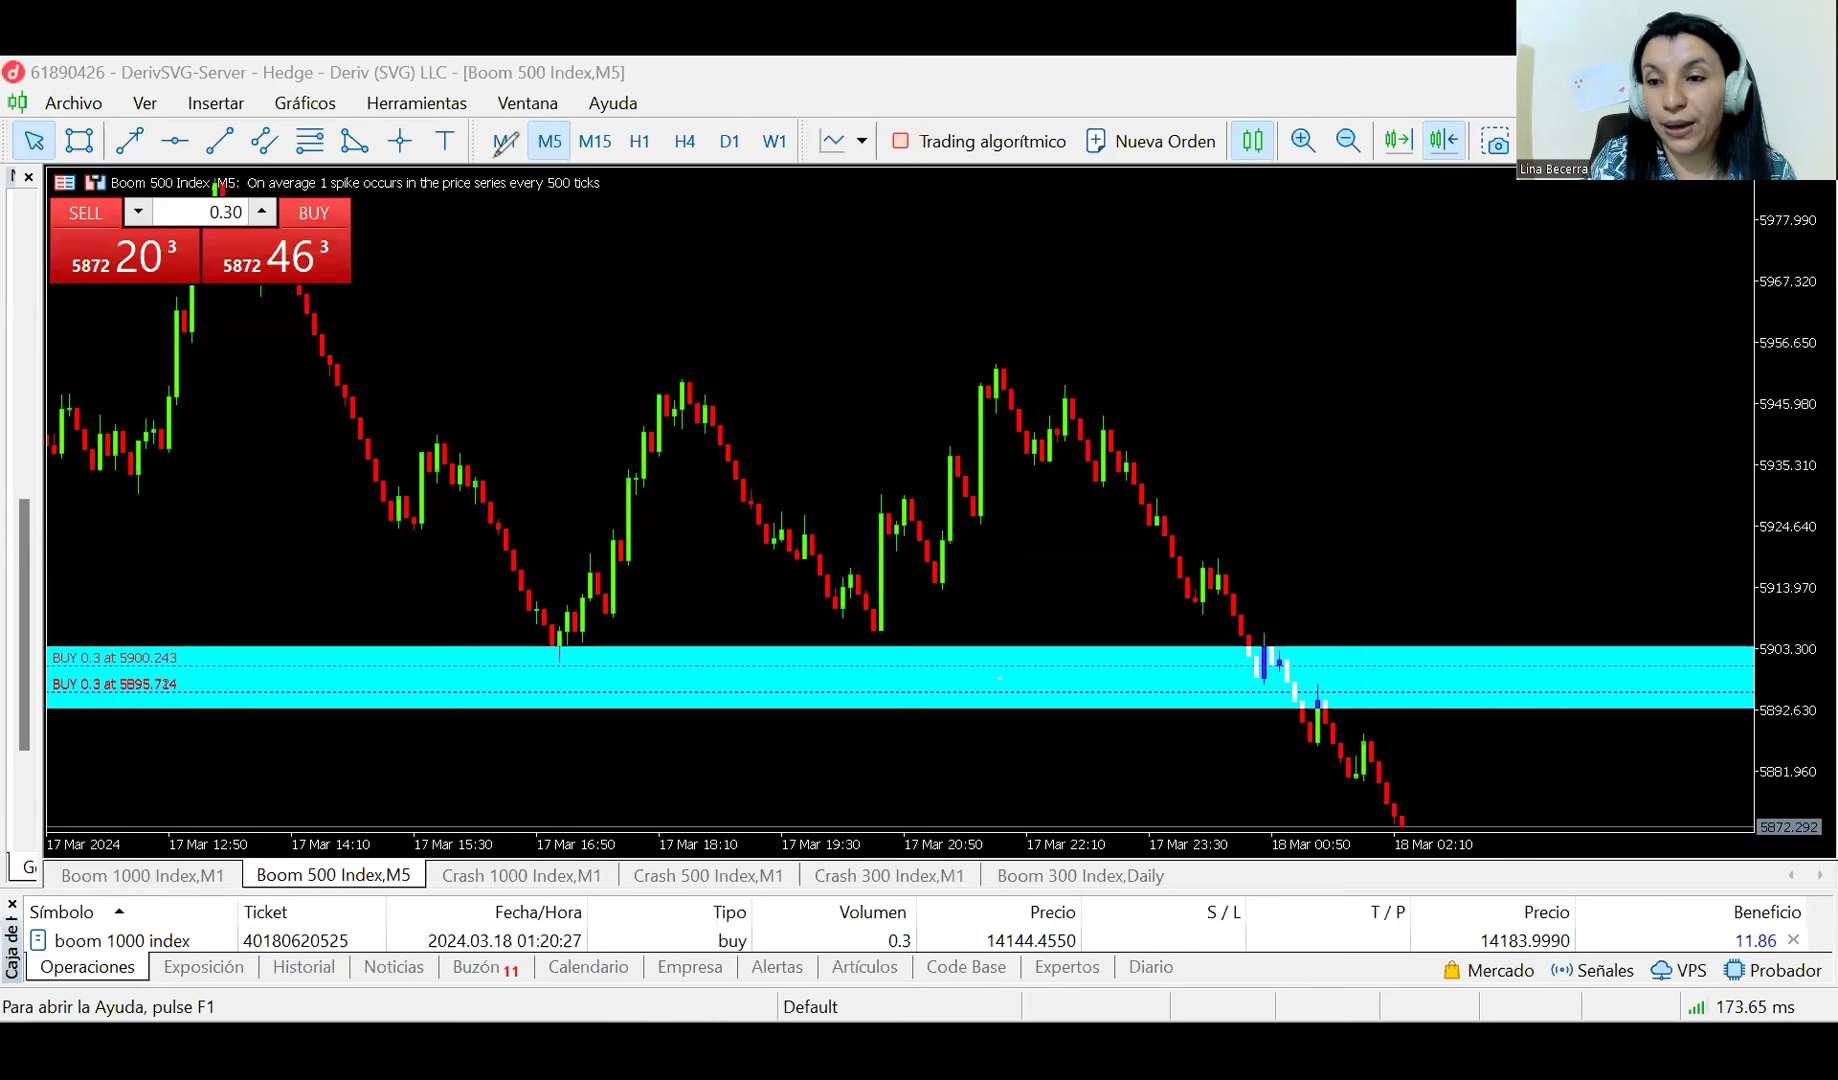 61890426 - DerivSVG-Server - Hedge - Deriv (SVG) LLC - [Boom 500 Index,M5]
Archivo Ver Insertar Gráficos Herramientas Ventana Ayuda
M5 M15 H1 H4 D1 W1 Trading algorítmico Nueva Orden
Lina Becerra
Boom 500 Index, M5: On average 1 spike occurs in the price series every 500 ticks
SELL 0.30 BUY
5872 20 3 5872 46 3
5977.990
5967.320
5956.650
5945.980
5935.310
5924.640
5913.970
5903.300
5892.630
5881.960
5872.292
BUY 0.3 at 5900.243
BUY 0.3 at
17 Mar 2024 17 Mar 12:50 17 Mar 14:10 17 Mar 15:30 17 Mar 16:50 17 Mar 18:10 17 Mar 19:30 17 Mar 20:50 17 Mar 22:10 17 Mar 23:30 18 Mar 00:50 18 Mar 02:10
Boom 1000 Index,M1 Boom 500 Index,M5 Crash 1000 Index,M1 Crash 500 Index,M1 Crash 300 Index,M1 Boom 300 Index,Daily
Símbolo Ticket Fecha/Hora Tipo Volumen Precio S / L T / P Precio Beneficio
boom 1000 index 40180620525 2024.03.18 01:20:27 buy 0.3 14144.4550 14183.9990 11.86
Caja de
Operaciones Exposición Historial Noticias Buzón 11 Calendario Empresa Alertas Artículos Code Base Expertos Diario Mercado Señales VPS Probador
Para abrir la Ayuda, pulse F1 Default 173.65 ms